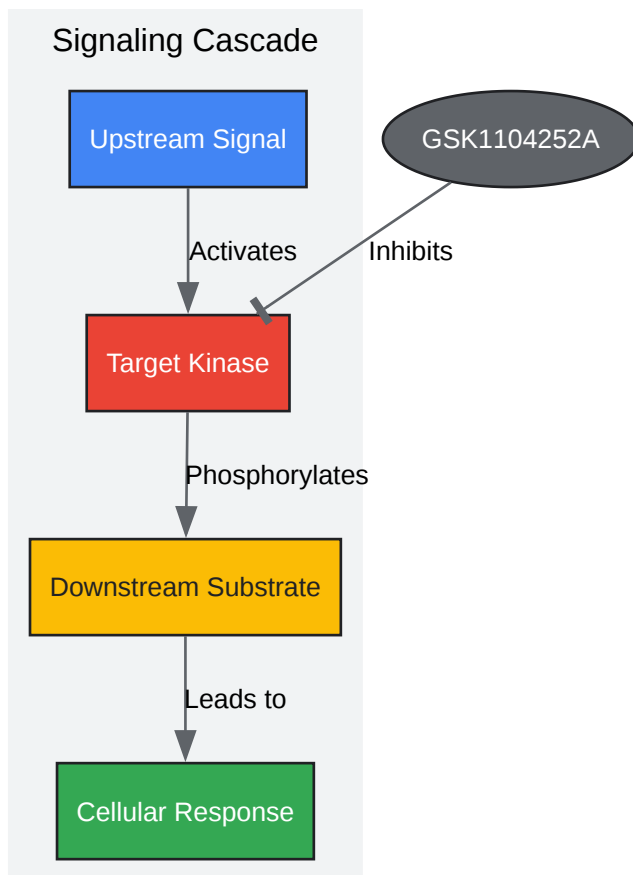 Signaling Cascade
Upstream Signal
GSK1104252A
Activates
Inhibits
Target Kinase
Phosphorylates
Downstream Substrate
Leads to
Cellular Response